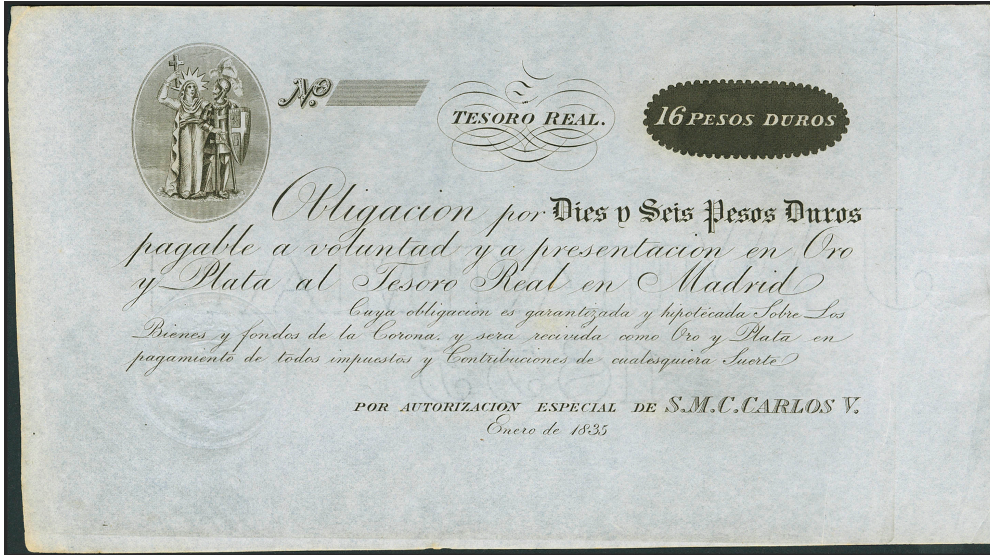 No.
TESORO REAL.
16 PESOS DUROS
Obligacion por Dies y Seis Pesos Duros
pagable a voluntad y a presentacion en Oro
y Plata al Tesoro Real en Madrid
Cuya obligacion es garantizada y hipotécada Sobre Los
Bienes y fondos de la Corona. y sera recivida como Oro y Plata en
pagamiento de todos impuestos y Contribuciones de cualesquiera Suerte
POR AUTORIZACION ESPECIAL DE S.M.C. CARLOS V.
Enero de 1835